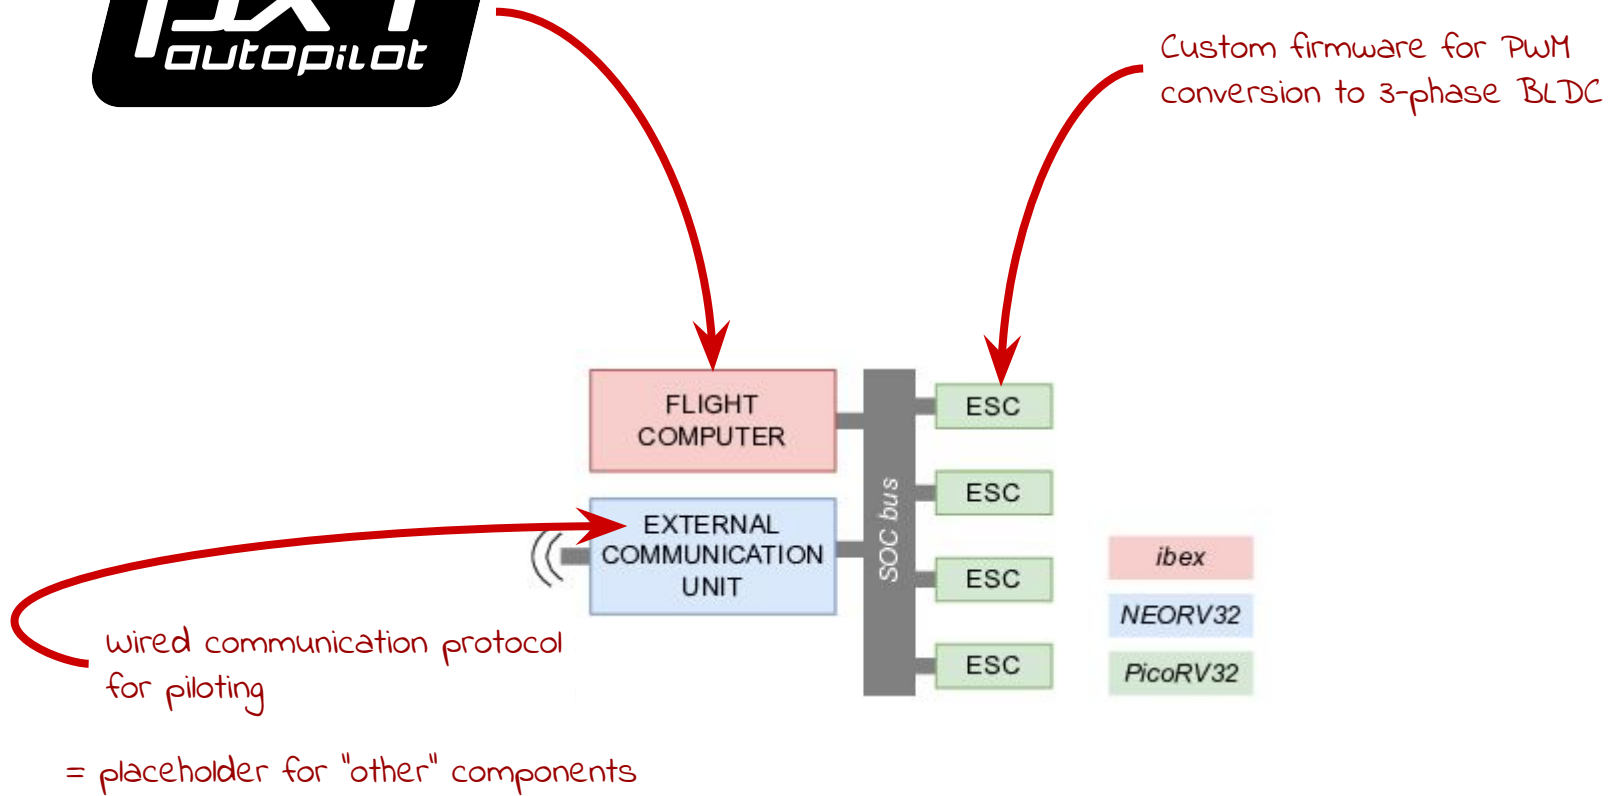 autopilot
Custom firmware for PWM
conversion to 3-phase BLDC
FLIGHT
COMPUTER
EXTERNAL
COMMUNICATION
UNIT
SOC bus
ESC
ESC
ESC
ESC
ibex
NEORV32
PicoRV32
Wired communication protocol
for piloting
= placeholder for "other" components